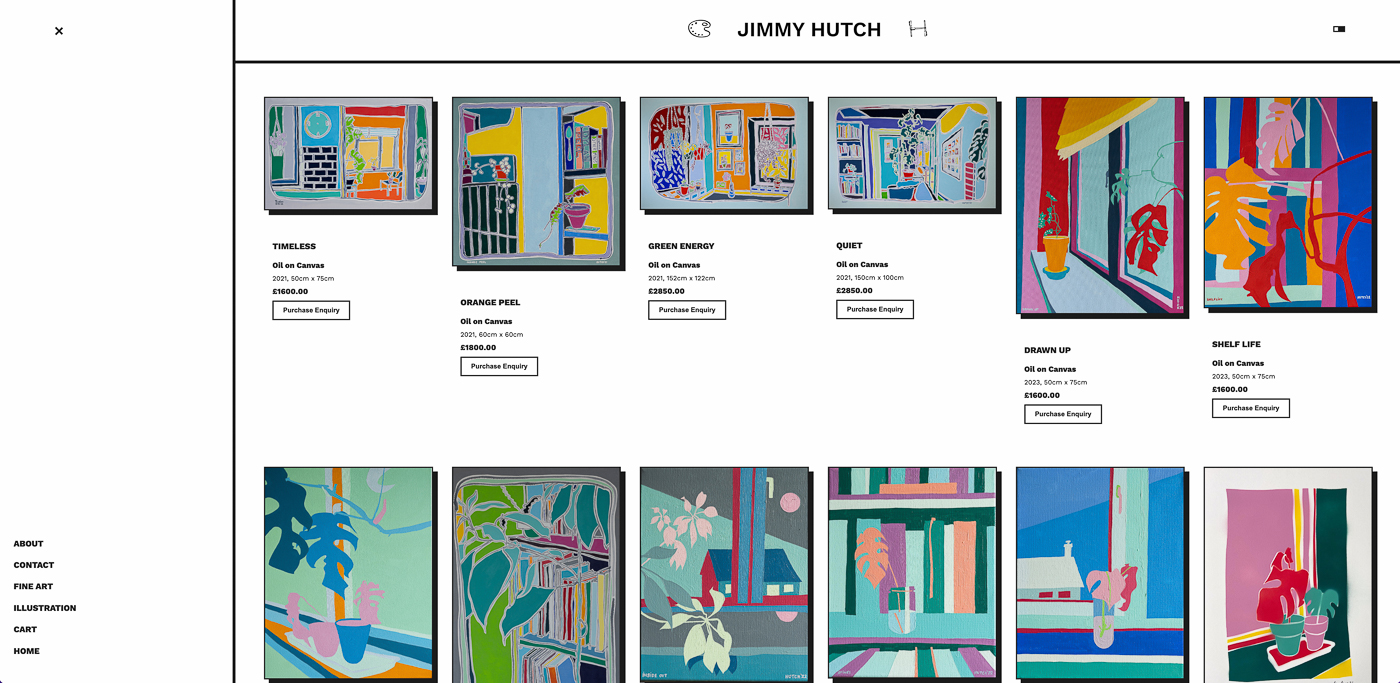 JIMMY HUTCH
TIMELESS
Oil on Canvas
2021, 50cm x 75cm
£1600.00
Purchase Enquiry
ORANGE PEEL
Oil on Canvas
2021, 60cm x 60cm
£1800.00
Purchase Enquiry
GREEN ENERGY
Oil on Canvas
2021, 152cm x 122cm
£2850.00
Purchase Enquiry
QUIET
Oil on Canvas
2021, 150cm x 100cm
£2850.00
Purchase Enquiry
DRAWN UP
Oil on Canvas
2023, 50cm x 75cm
£1600.00
Purchase Enquiry
SHELF LIFE
Oil on Canvas
2023, 50cm x 75cm
£1600.00
Purchase Enquiry
ABOUT
CONTACT
FINE ART
ILLUSTRATION
CART
HOME